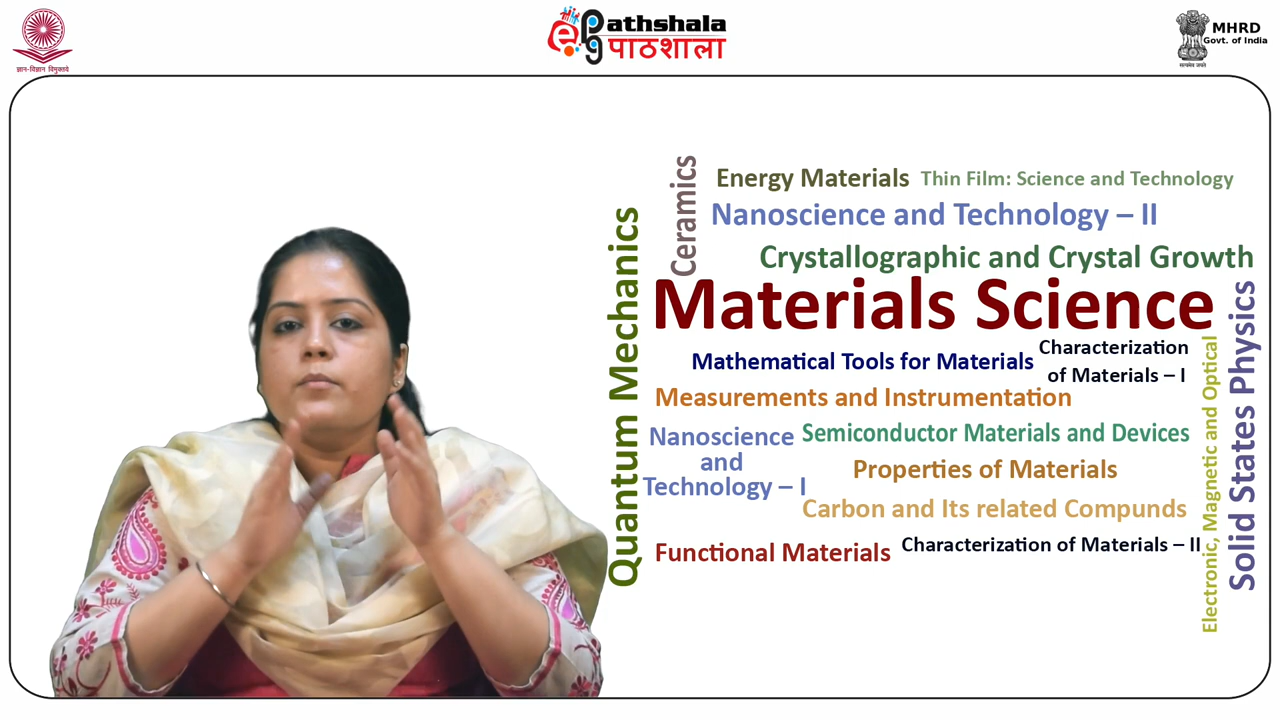 ज्ञान-विज्ञान विमुक्तये
ePathshala
पाठशाला
MHRD
Govt. of India
सत्यमेव जयते
Ceramics
Energy Materials
Thin Film: Science and Technology
Nanoscience and Technology – II
Crystallographic and Crystal Growth
Quantum Mechanics
Materials Science
Solid States Physics
Mathematical Tools for Materials
Characterization
of Materials – I
Electronic, Magnetic and Optical
Measurements and Instrumentation
Nanoscience
and
Technology – I
Semiconductor Materials and Devices
Properties of Materials
Carbon and Its related Compunds
Functional Materials
Characterization of Materials – II